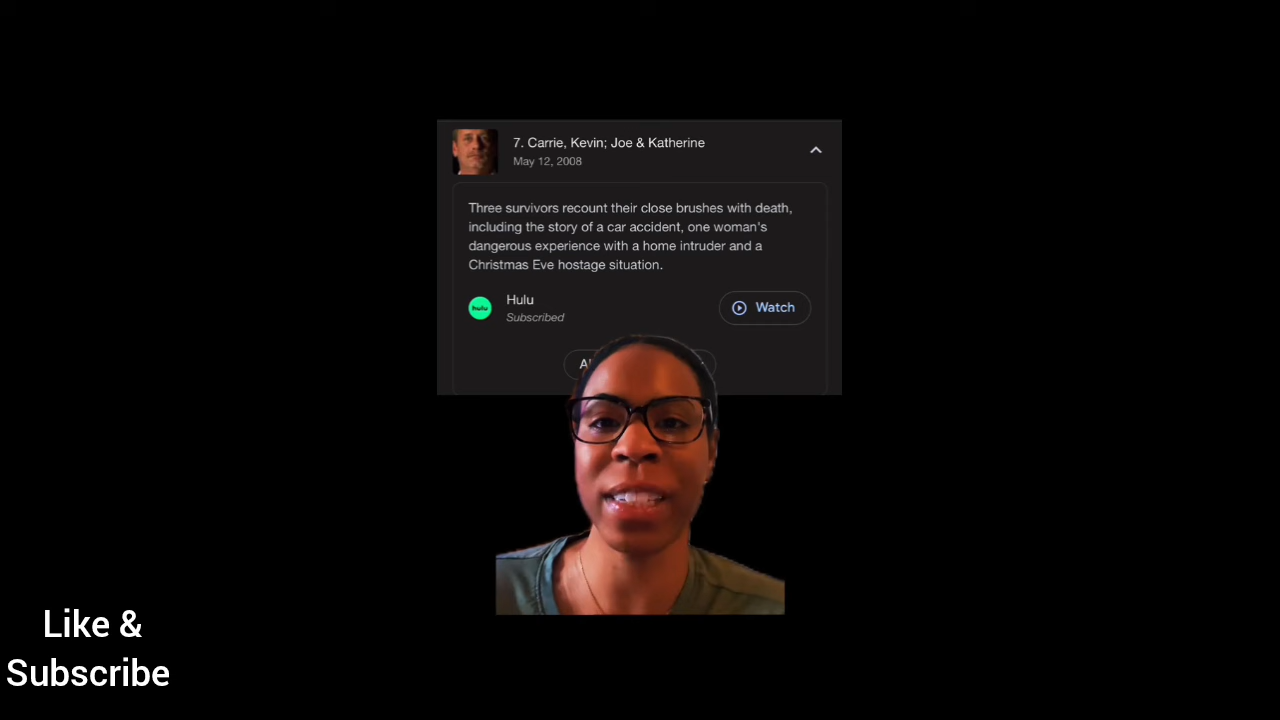 7. Carrie, Kevin; Joe & Katherine
May 12, 2008
Three survivors recount their close brushes with death,
including the story of a car accident, one woman's
dangerous experience with a home intruder and a
Christmas Eve hostage situation.
hulu
Hulu
Subscribed
Watch
Like &
Subscribe